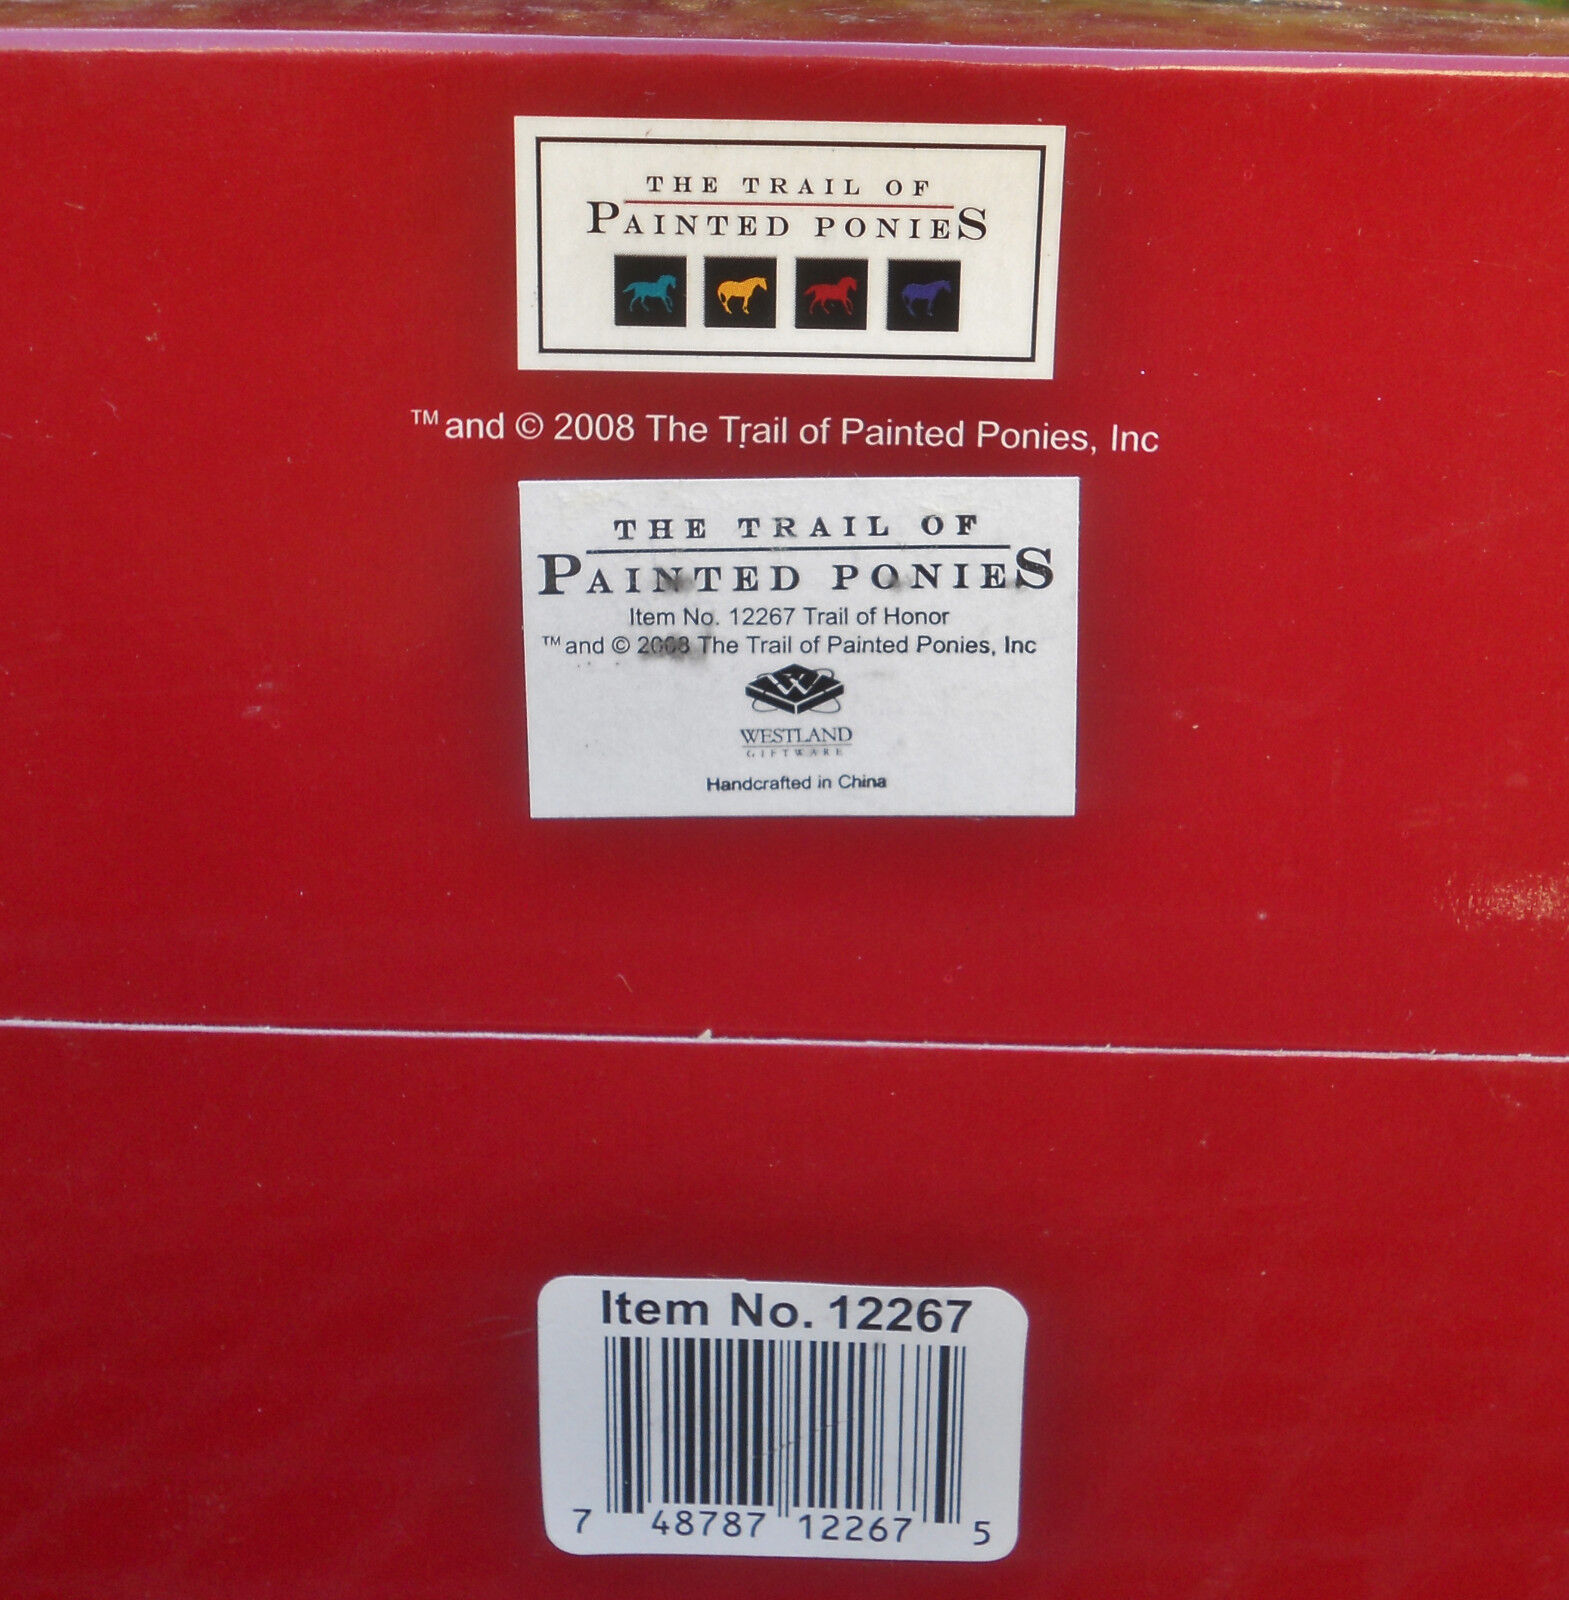 THE TRAIL OF
PAINTED PONIES
™ and © 2008 The Trail of Painted Ponies, Inc
THE TRAIL OF
PAINTED PONIES
Item No. 12267 Trail of Honor
™ and © 2008 The Trail of Painted Ponies, Inc
W
WESTLAND
GIFTWARE
Handcrafted in China
Item No. 12267
7 48787 12267 5